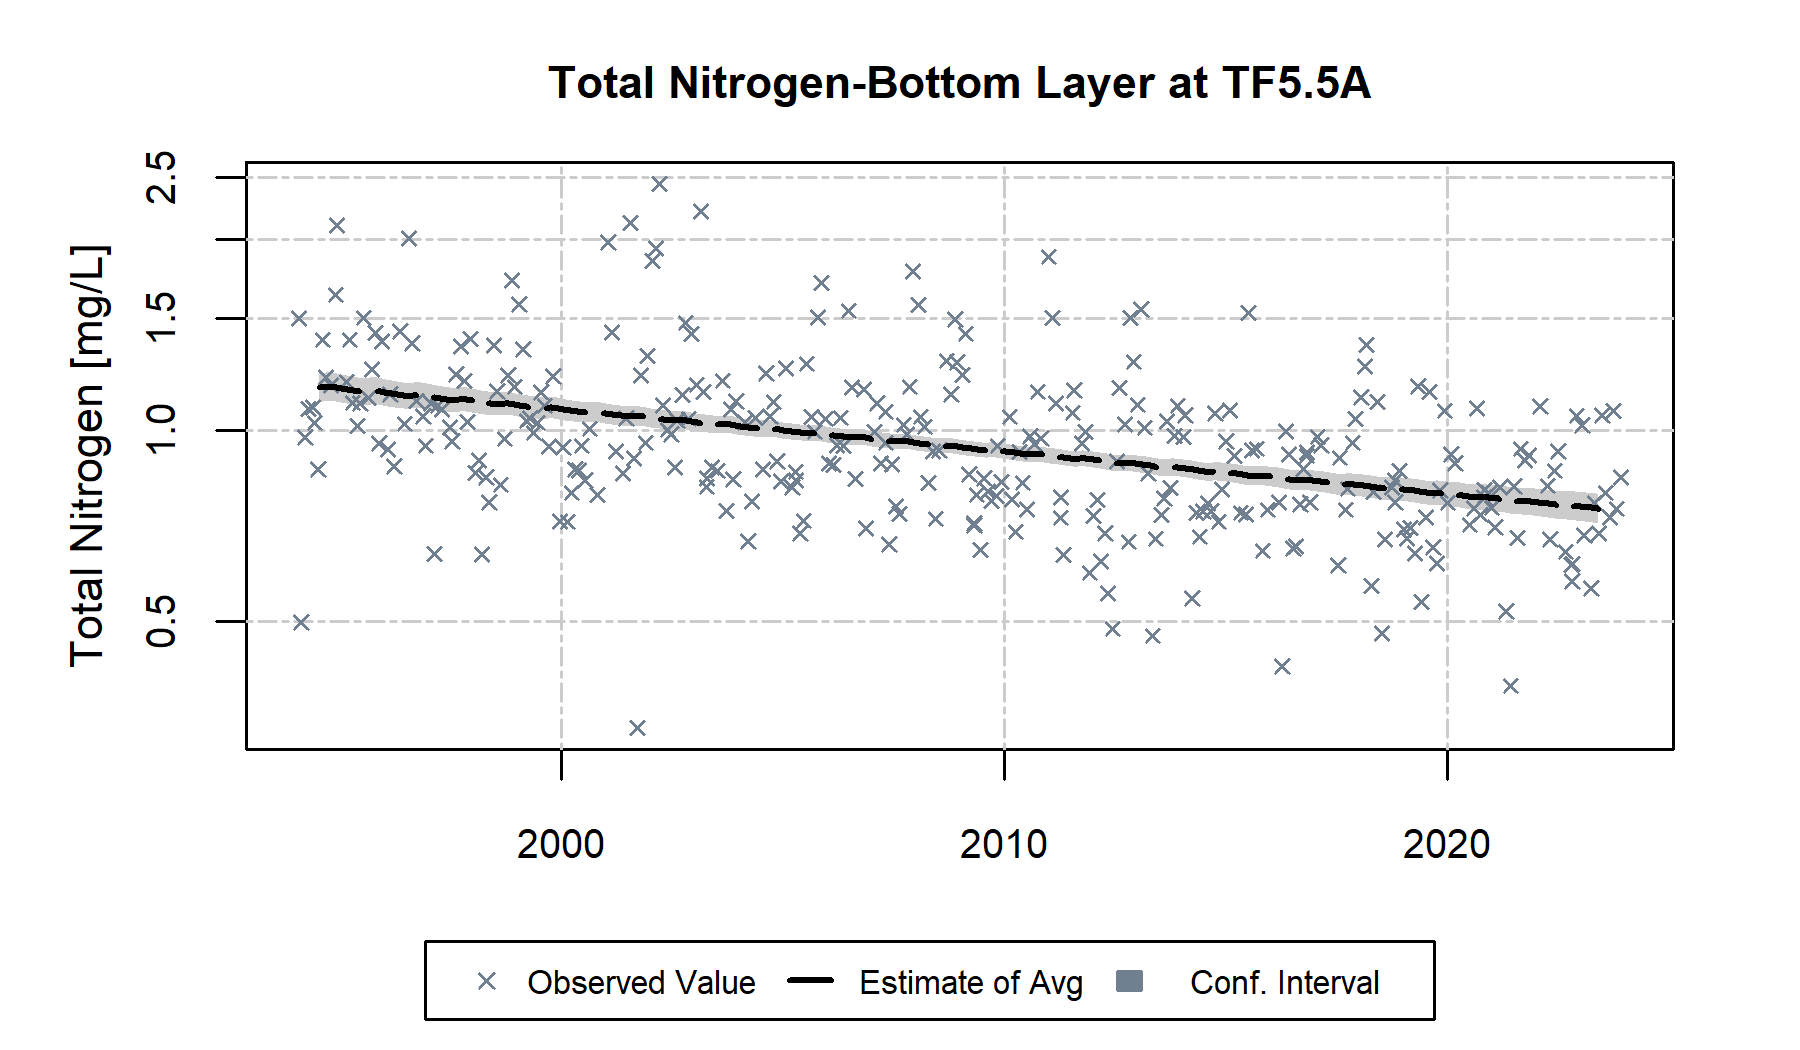 Total Nitrogen-Bottom Layer at TF5.5A
Total Nitrogen [mg/L]
2.5
1.5
1.0
0.5
2000 2010 2020
Observed Value Estimate of Avg Conf. Interval